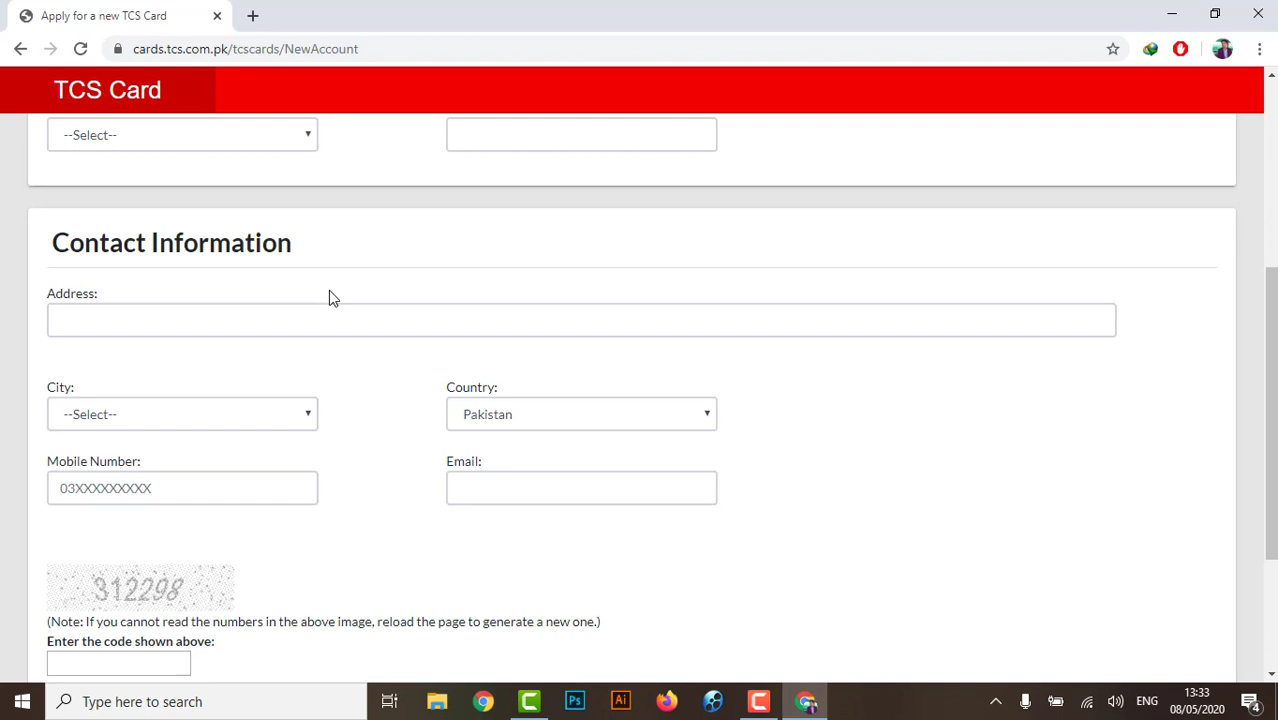 Apply for a new TCS Card
cards.tcs.com.pk/tcscards/NewAccount
TCS Card
--Select--
Contact Information
Address:
City:
Country:
--Select--
Pakistan
Mobile Number:
Email:
03XXXXXXXXX
312298
(Note: If you cannot read the numbers in the above image, reload the page to generate a new one.)
Enter the code shown above:
Type here to search
Ps
Ai
ENG
13:33
08/05/2020
4